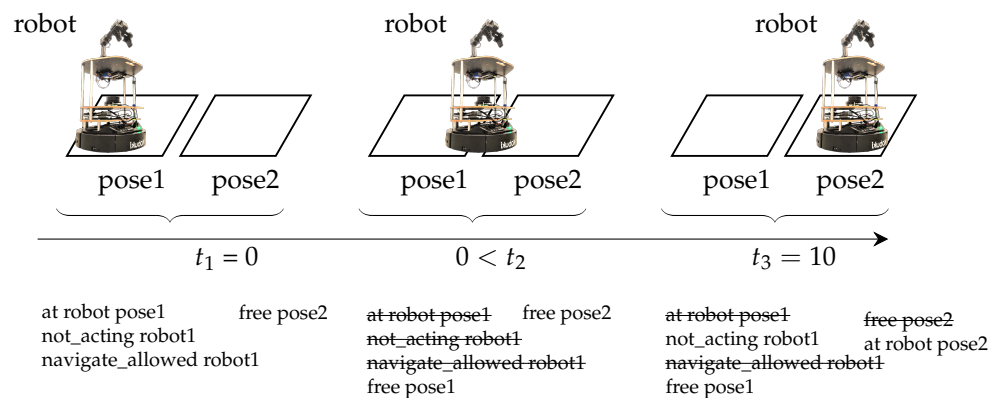 robot
robot
robot
pose1 pose2
pose1 pose2
pose1 pose2
t₁ = 0
0 < t₂
t₃ = 10
at robot pose1
not_acting robot1
navigate_allowed robot1
free pose2
at robot pose1
not_acting robot1
navigate_allowed robot1
free pose1
free pose2
at robot pose1
not_acting robot1
navigate_allowed robot1
free pose1
free pose2
at robot pose2